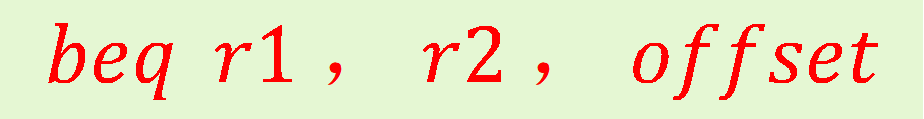 beq r1， r2， offset